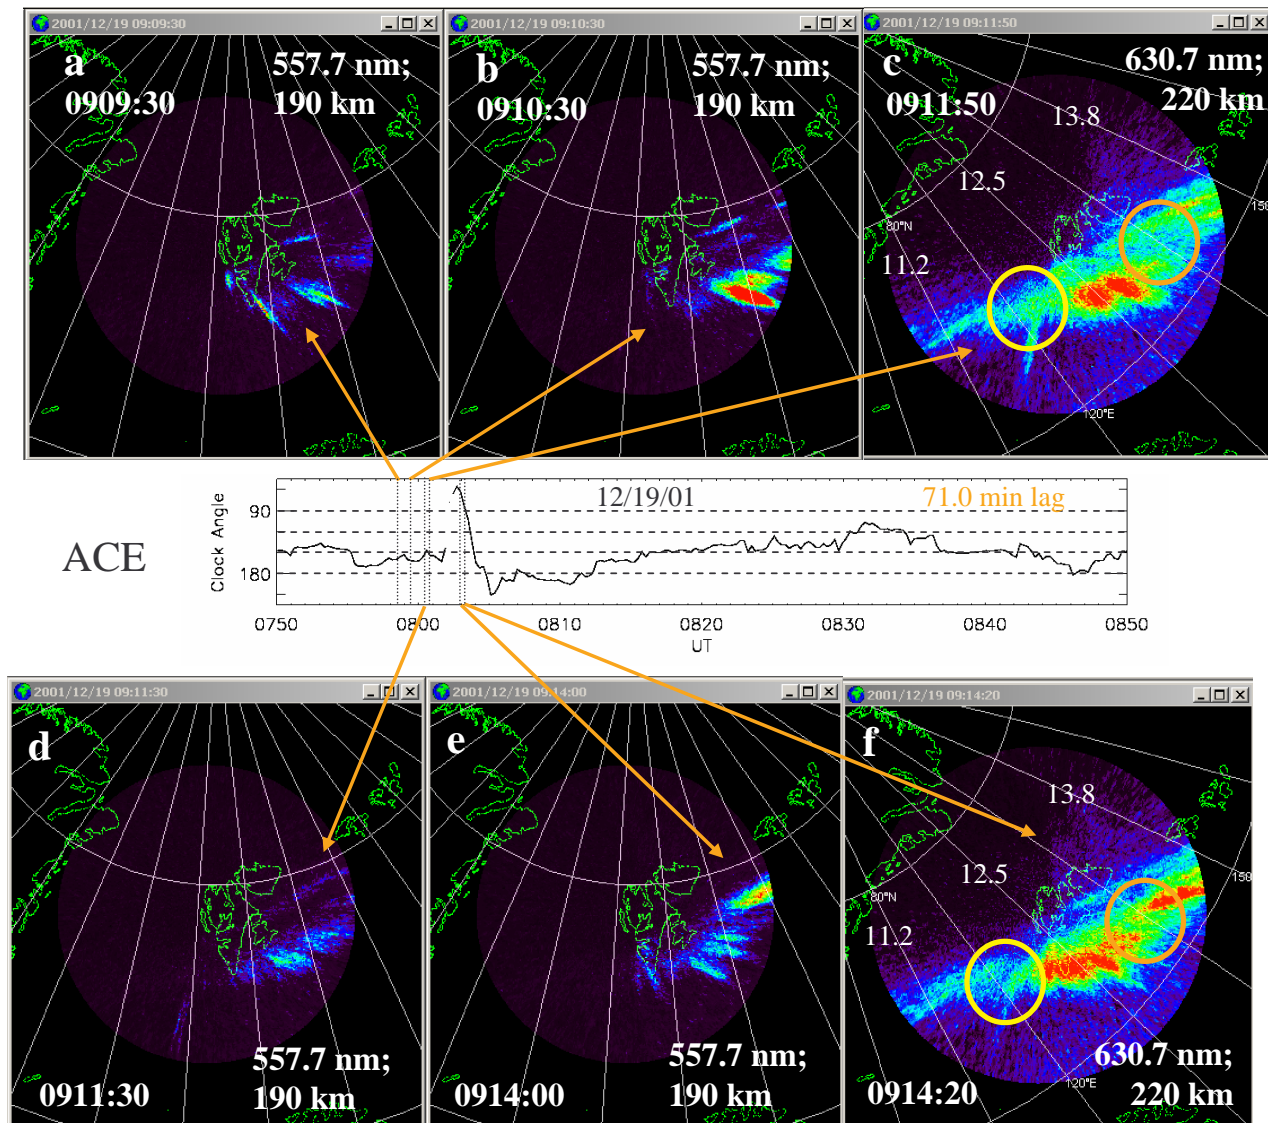 2001/12/19 09:09:30
a
557.7 nm;
0909:30
190 km
2001/12/19 09:10:30
b
557.7 nm;
0910:30
190 km
2001/12/19 09:11:50
c
630.7 nm;
0911:50
220 km
13.8
12.5
80°N
11.2
150
120°E
ACE
Clock Angle
90
180
12/19/01
71.0 min lag
0750
0800
0810
0820
0830
0840
0850
UT
2001/12/19 09:11:30
d
557.7 nm;
0911:30
190 km
2001/12/19 09:14:00
e
557.7 nm;
0914:00
190 km
2001/12/19 09:14:20
f
13.8
12.5
80°N
11.2
150
630.7 nm;
120°E
0914:20
220 km